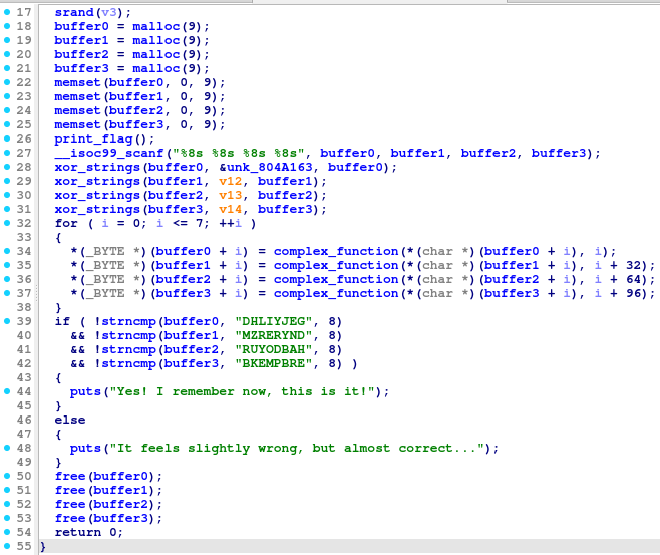 17 srand(v3);
18 buffer0 = malloc(9);
19 buffer1 = malloc(9);
20 buffer2 = malloc(9);
21 buffer3 = malloc(9);
22 memset(buffer0, 0, 9);
23 memset(buffer1, 0, 9);
24 memset(buffer2, 0, 9);
25 memset(buffer3, 0, 9);
26 print_flag();
27 __isoc99_scanf("%8s %8s %8s %8s", buffer0, buffer1, buffer2, buffer3);
28 xor_strings(buffer0, &unk_804A163, buffer0);
29 xor_strings(buffer1, v12, buffer1);
30 xor_strings(buffer2, v13, buffer2);
31 xor_strings(buffer3, v14, buffer3);
32 for ( i = 0; i <= 7; ++i )
33 {
34 *(_BYTE *)(buffer0 + i) = complex_function(*(char *)(buffer0 + i), i);
35 *(_BYTE *)(buffer1 + i) = complex_function(*(char *)(buffer1 + i), i + 32);
36 *(_BYTE *)(buffer2 + i) = complex_function(*(char *)(buffer2 + i), i + 64);
37 *(_BYTE *)(buffer3 + i) = complex_function(*(char *)(buffer3 + i), i + 96);
38 }
39 if ( !strncmp(buffer0, "DHLIYJEG", 8)
40 && !strncmp(buffer1, "MZRERYND", 8)
41 && !strncmp(buffer2, "RUYODBAH", 8)
42 && !strncmp(buffer3, "BKEMPBRE", 8) )
43 {
44 puts("Yes! I remember now, this is it!");
45 }
46 else
47 {
48 puts("It feels slightly wrong, but almost correct...");
49 }
50 free(buffer0);
51 free(buffer1);
52 free(buffer2);
53 free(buffer3);
54 return 0;
55 }